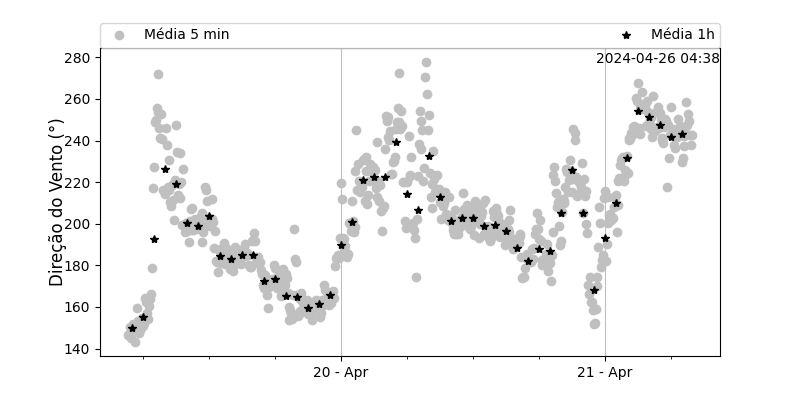 Média 5 min
Média 1h
2024-04-26 04:38
Direção do Vento (°)
280
260
240
220
200
180
160
140
20 - Apr
21 - Apr